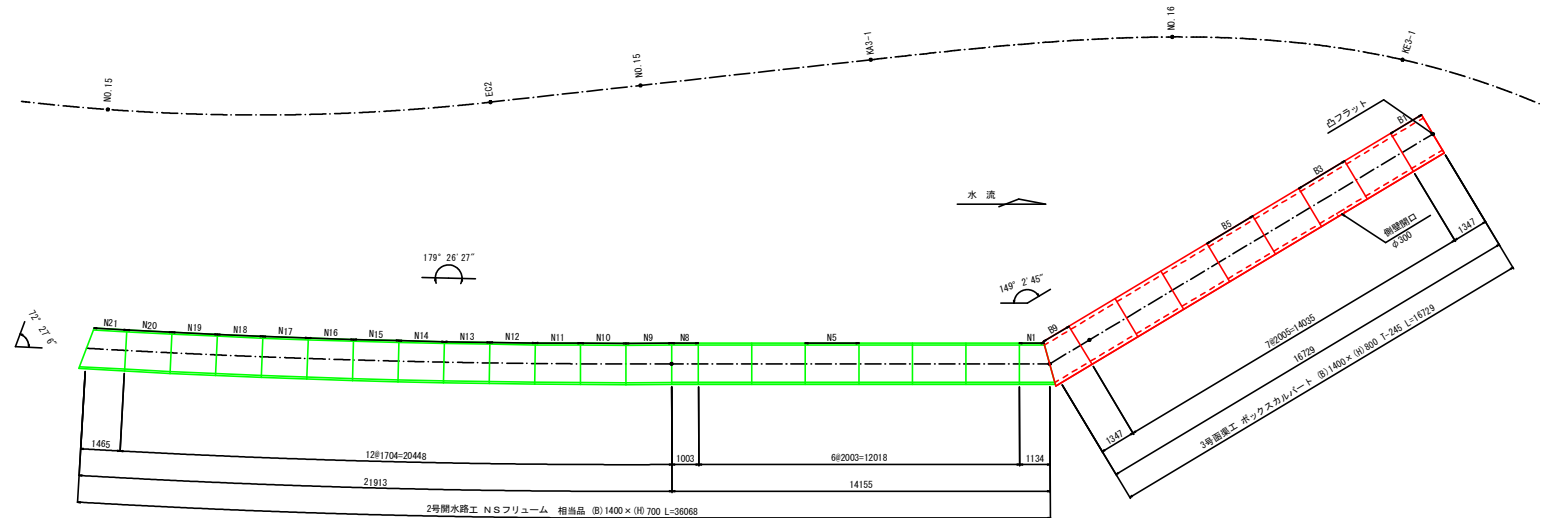 NO.15
EC2
NO.15
KA3-1
NO.16
KE3-1
凸フラット
B1
B3
B5
B9
水 流
側壁開口
φ300
179° 26' 27"
149° 2' 45"
72° 27' 6"
N21
N20
N19
N18
N17
N16
N15
N14
N13
N12
N11
N10
N9
N8
N5
N1
1347
7@2005=14035
1347
16729
3号函渠工 ボックスカルバート (B)1400×(H)800 T-245 L=16729
1465
12@1704=20448
1003
6@2003=12018
1134
21913
14155
2号開水路工 NSフリューム 相当品 (B)1400×(H)700 L=36068